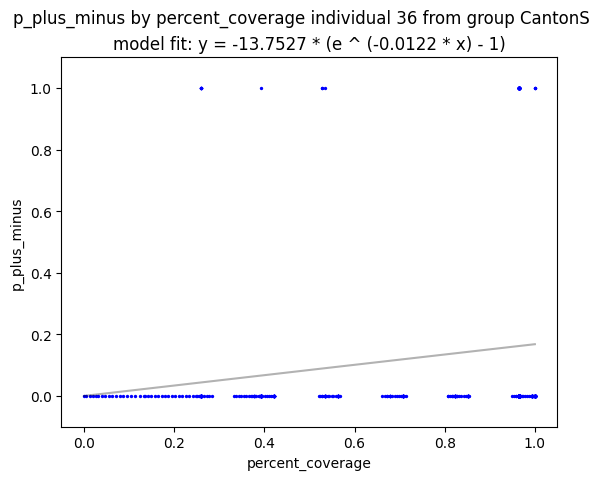 p_plus_minus by percent_coverage individual 36 from group CantonS
model fit: y = -13.7527 * (e ^ (-0.0122 * x) - 1)
1.0
0.8
0.6
0.4
0.2
0.0
p_plus_minus
0.0 0.2 0.4 0.6 0.8 1.0
percent_coverage